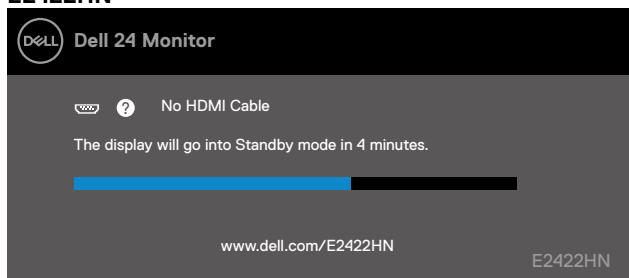 E2422HN
DELL Dell 24 Monitor
? No HDMI Cable
The display will go into Standby mode in 4 minutes.
www.dell.com/E2422HN
E2422HN